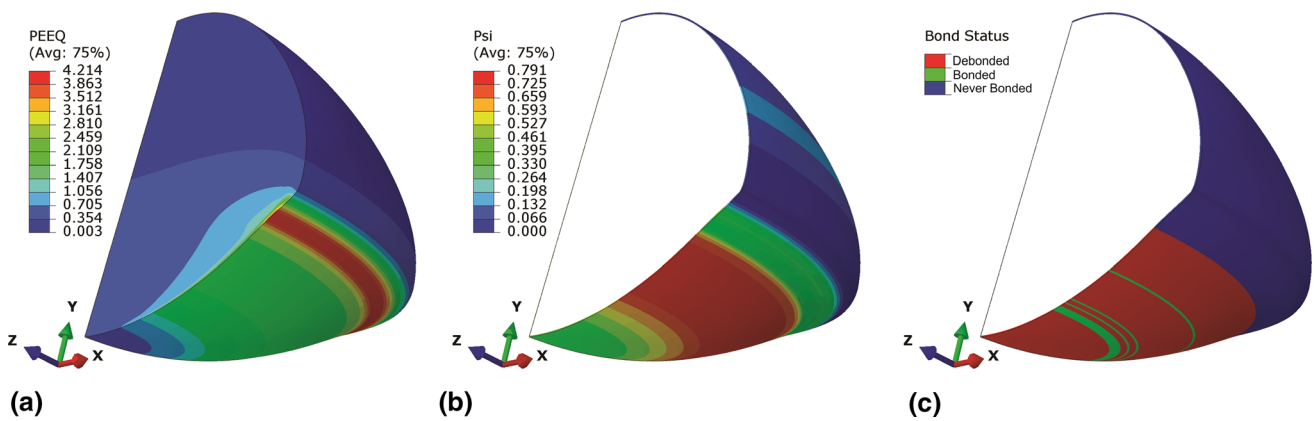 PEEQ
(Avg: 75%)
4.214
3.863
3.512
3.161
2.810
2.459
2.109
1.758
1.407
1.056
0.705
0.354
0.003
Y
Z
X
(a)
Psi
(Avg: 75%)
0.791
0.725
0.659
0.593
0.527
0.461
0.395
0.330
0.264
0.198
0.132
0.066
0.000
Y
Z
X
(b)
Bond Status
Debonded
Bonded
Never Bonded
Y
Z
X
(c)